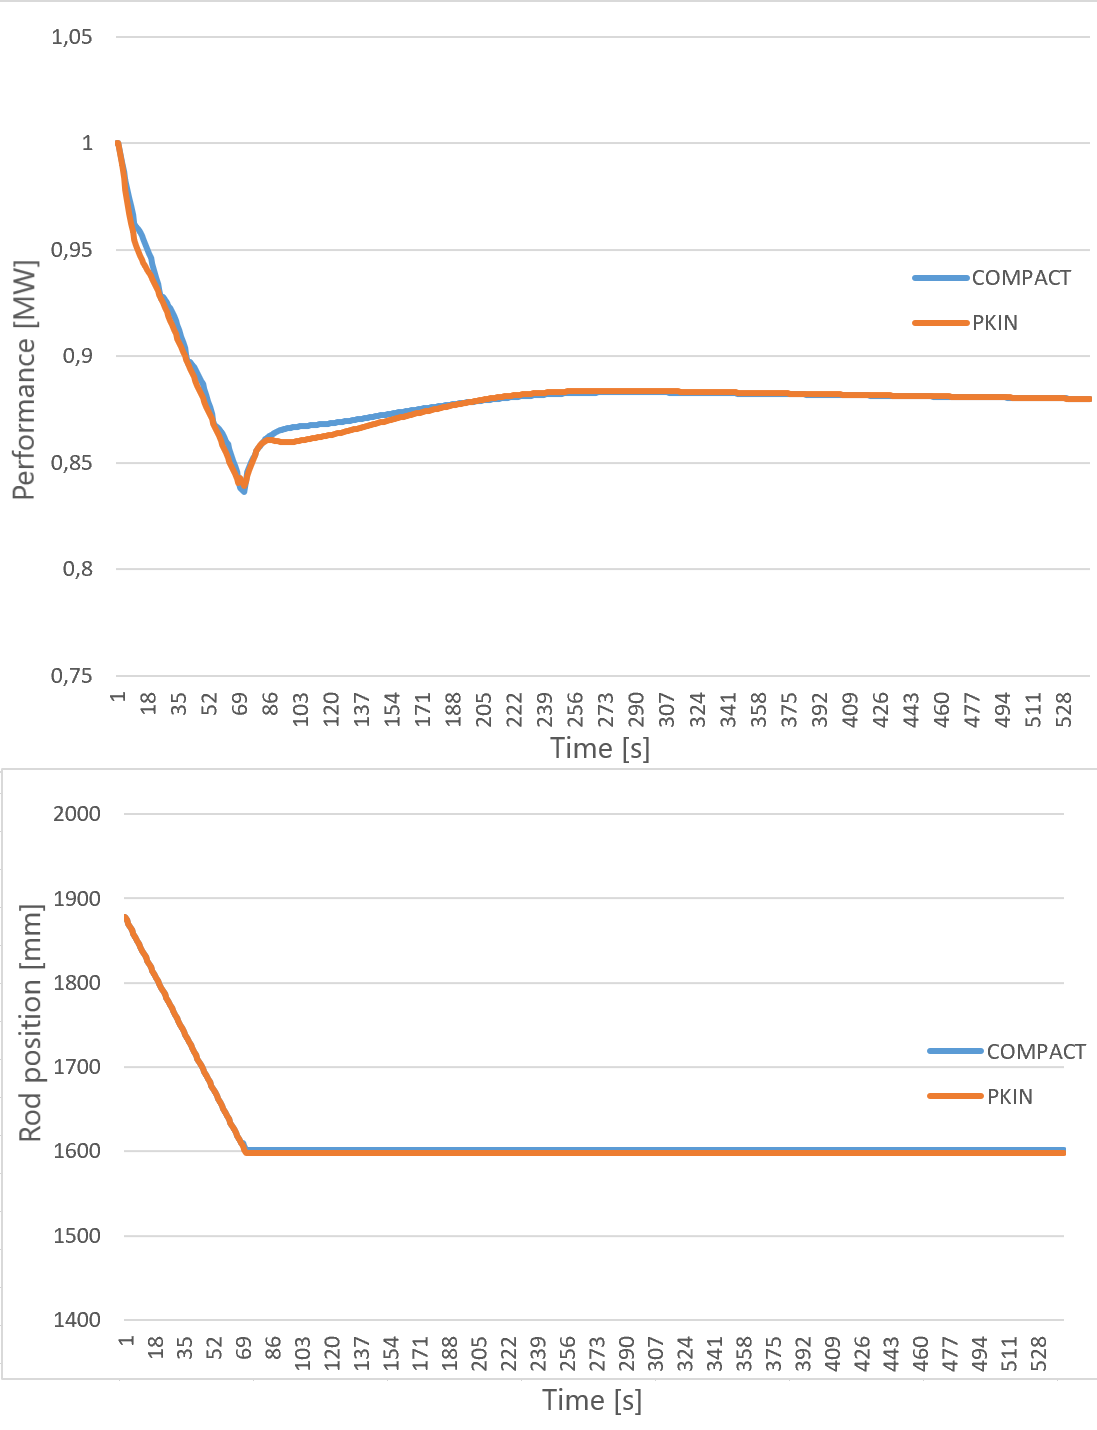 1,05
1
0,95
0,9
0,85
0,8
0,75
Performance [MW]
COMPACT
PKIN
1 18 35 52 69 86 103 120 137 154 171 188 205 222 239 256 273 290 307 324 341 358 375 392 409 426 443 460 477 494 511 528
Time [s]
2000
1900
1800
1700
1600
1500
1400
Rod position [mm]
COMPACT
PKIN
1 18 35 52 69 86 103 120 137 154 171 188 205 222 239 256 273 290 307 324 341 358 375 392 409 426 443 460 477 494 511 528
Time [s]